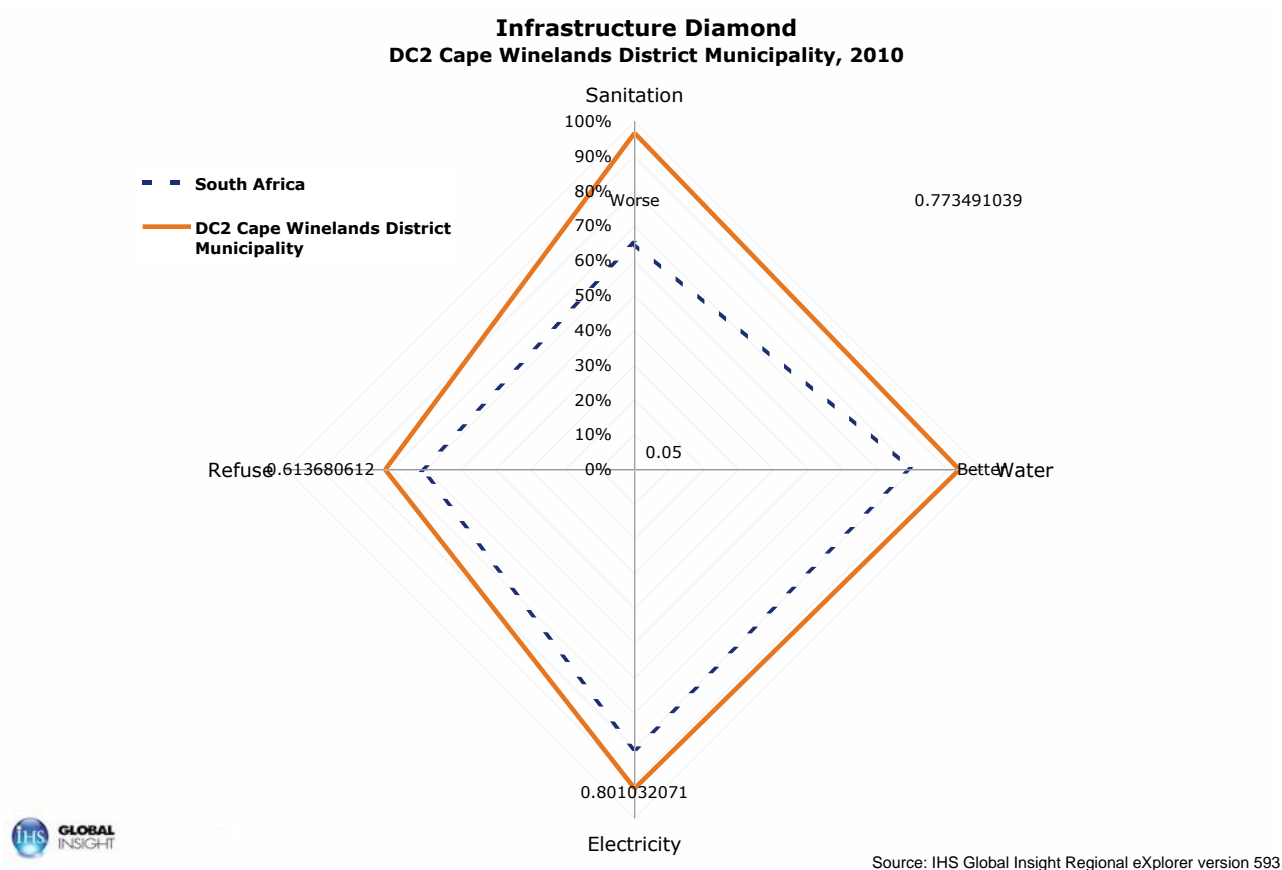 Infrastructure Diamond
DC2 Cape Winelands District Municipality, 2010
Sanitation
100%
90%
80%
70%
60%
50%
40%
30%
20%
10%
0%
South Africa
DC2 Cape Winelands District
Municipality
Worse
0.773491039
0.05
Refuse
0.613680612
Better
Water
0.801032071
Electricity
IHS GLOBAL
INSIGHT
Source: IHS Global Insight Regional eXplorer version 593